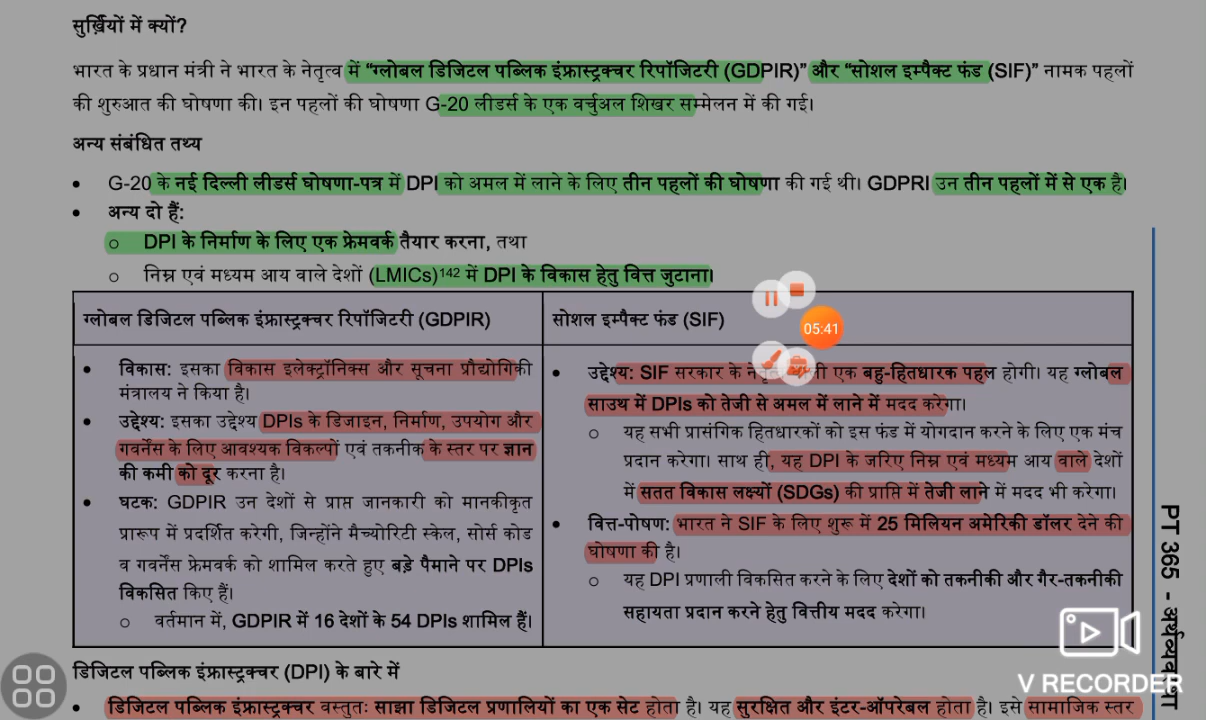 सुर्ख़ियों में क्यों?
भारत के प्रधान मंत्री ने भारत के नेतृत्व में “ग्लोबल डिजिटल पब्लिक इंफ्रास्ट्रक्चर रिपॉजिटरी (GDPIR)” और “सोशल इम्पैक्ट फंड (SIF)” नामक पहलों
की शुरुआत की घोषणा की। इन पहलों की घोषणा G-20 लीडर्स के एक वर्चुअल शिखर सम्मेलन में की गई।
अन्य संबंधित तथ्य
• G-20 के नई दिल्ली लीडर्स घोषणा-पत्र में DPI को अमल में लाने के लिए तीन पहलों की घोषणा की गई थी। GDPRI उन तीन पहलों में से एक है।
• अन्य दो हैं:
o DPI के निर्माण के लिए एक फ्रेमवर्क तैयार करना, तथा
o निम्न एवं मध्यम आय वाले देशों (LMICs)142 में DPI के विकास हेतु वित्त जुटाना।
ग्लोबल डिजिटल पब्लिक इंफ्रास्ट्रक्चर रिपॉजिटरी (GDPIR)
• विकास: इसका विकास इलेक्ट्रॉनिक्स और सूचना प्रौद्योगिकी
मंत्रालय ने किया है।
• उद्देश्य: इसका उद्देश्य DPIs के डिजाइन, निर्माण, उपयोग और
गवर्नेंस के लिए आवश्यक विकल्पों एवं तकनीक के स्तर पर ज्ञान
की कमी को दूर करना है।
• घटक: GDPIR उन देशों से प्राप्त जानकारी को मानकीकृत
प्रारूप में प्रदर्शित करेगी, जिन्होंने मैच्योरिटी स्केल, सोर्स कोड
व गवर्नेंस फ्रेमवर्क को शामिल करते हुए बड़े पैमाने पर DPIs
विकसित किए हैं।
o वर्तमान में, GDPIR में 16 देशों के 54 DPIs शामिल हैं।
सोशल इम्पैक्ट फंड (SIF)
• उद्देश्य: SIF सरकार के एक बहु-हितधारक पहल होगी। यह ग्लोबल
साउथ में DPIs को तेजी से अमल में लाने में मदद करेगा।
o यह सभी प्रासंगिक हितधारकों को इस फंड में योगदान करने के लिए एक मंच
प्रदान करेगा। साथ ही, यह DPI के जरिए निम्न एवं मध्यम आय वाले देशों
में सतत विकास लक्ष्यों (SDGs) की प्राप्ति में तेजी लाने में मदद भी करेगा।
• वित्त-पोषण: भारत ने SIF के लिए शुरू में 25 मिलियन अमेरिकी डॉलर देने की
घोषणा की है।
o यह DPI प्रणाली विकसित करने के लिए देशों को तकनीकी और गैर-तकनीकी
सहायता प्रदान करने हेतु वित्तीय मदद करेगा।
05:41
डिजिटल पब्लिक इंफ्रास्ट्रक्चर (DPI) के बारे में
• डिजिटल पब्लिक इंफ्रास्ट्रक्चर वस्तुतः साझा डिजिटल प्रणालियों का एक सेट होता है। यह सुरक्षित और इंटर-ऑपरेबल होता है। इसे सामाजिक स्तर
PT 365 -
V RECORDER